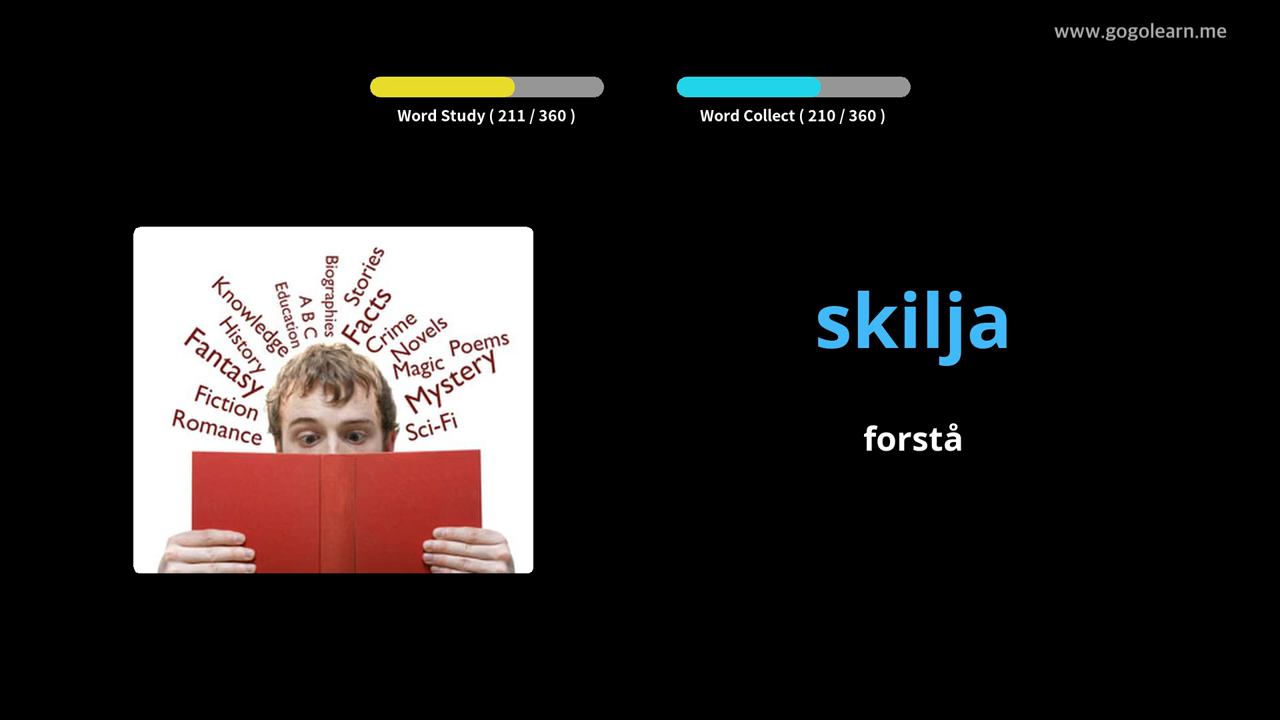 www.gogolearn.me
Word Study ( 211 / 360 )
Word Collect ( 210 / 360 )
skilja
forstå
Knowledge
History
Fantasy
Fiction
Romance
Education
A B C
Biographies
Stories
Facts
Crime
Novels
Magic
Poems
Mystery
Sci-Fi